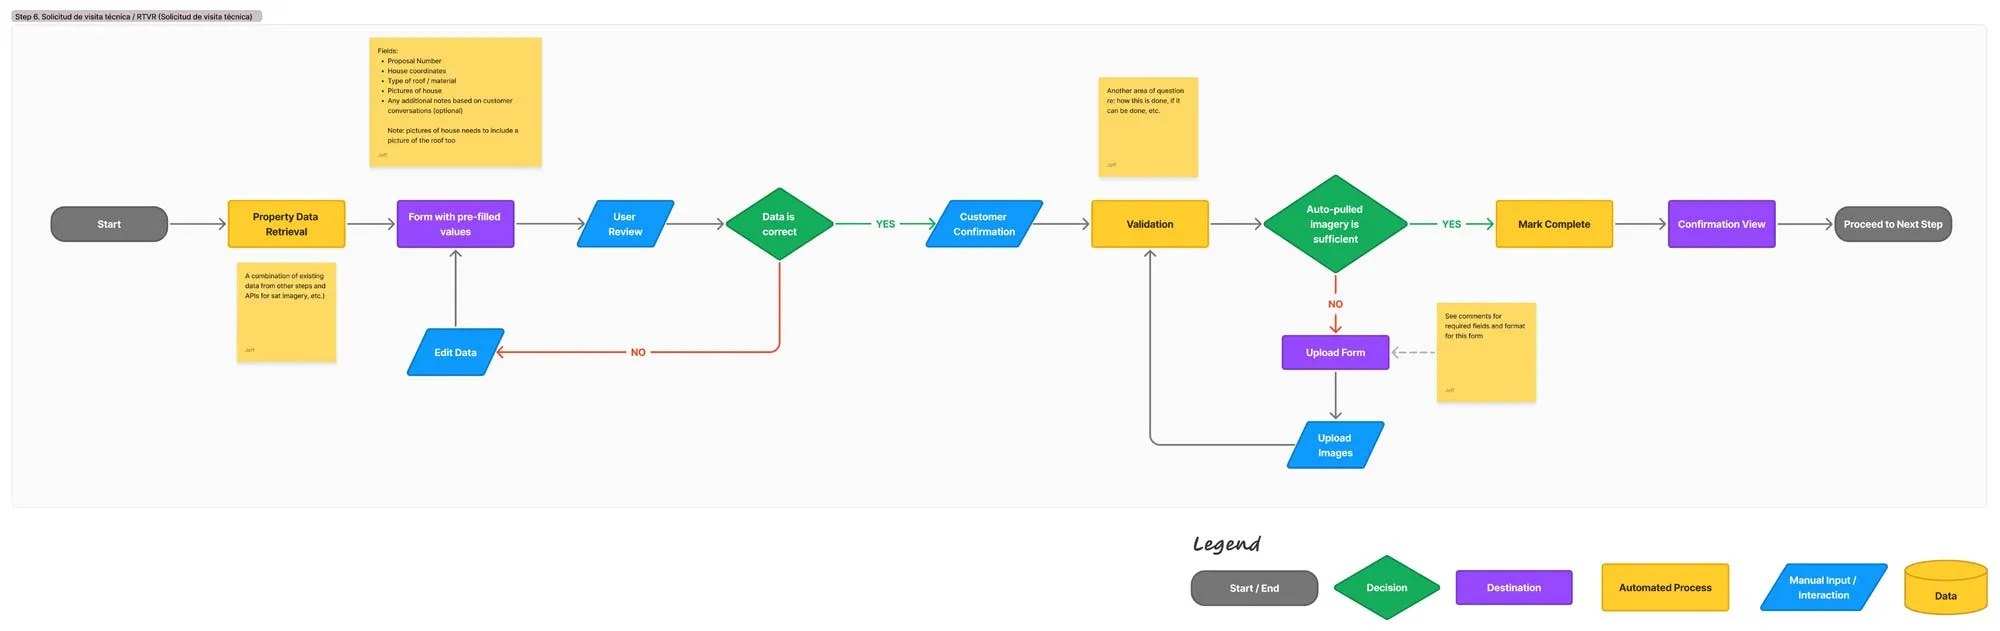 Step 6. Solicitud de visita técnica / RTVR (Solicitud de visita técnica)
Fields:
• Proposal Number
• House coordinates
• Type of roof / material
• Pictures of house
• Any additional notes based on customer
conversations (optional)
Note: pictures of house needs to include a
picture of the roof too
Jeff
Another area of question
re: how this is done, if it
can be done, etc.
Jeff
Start
Property Data
Retrieval
Form with pre-filled
values
User
Review
Data is
correct
YES
Customer
Confirmation
Validation
Auto-pulled
imagery is
sufficient
YES
Mark Complete
Confirmation View
Proceed to Next Step
A combination of existing
data from other steps and
APIs for sat imagery, etc.)
Jeff
Edit Data
NO
NO
Upload Form
See comments for
required fields and format
for this form
Jeff
Upload
Images
Legend
Start / End
Decision
Destination
Automated Process
Manual Input /
Interaction
Data